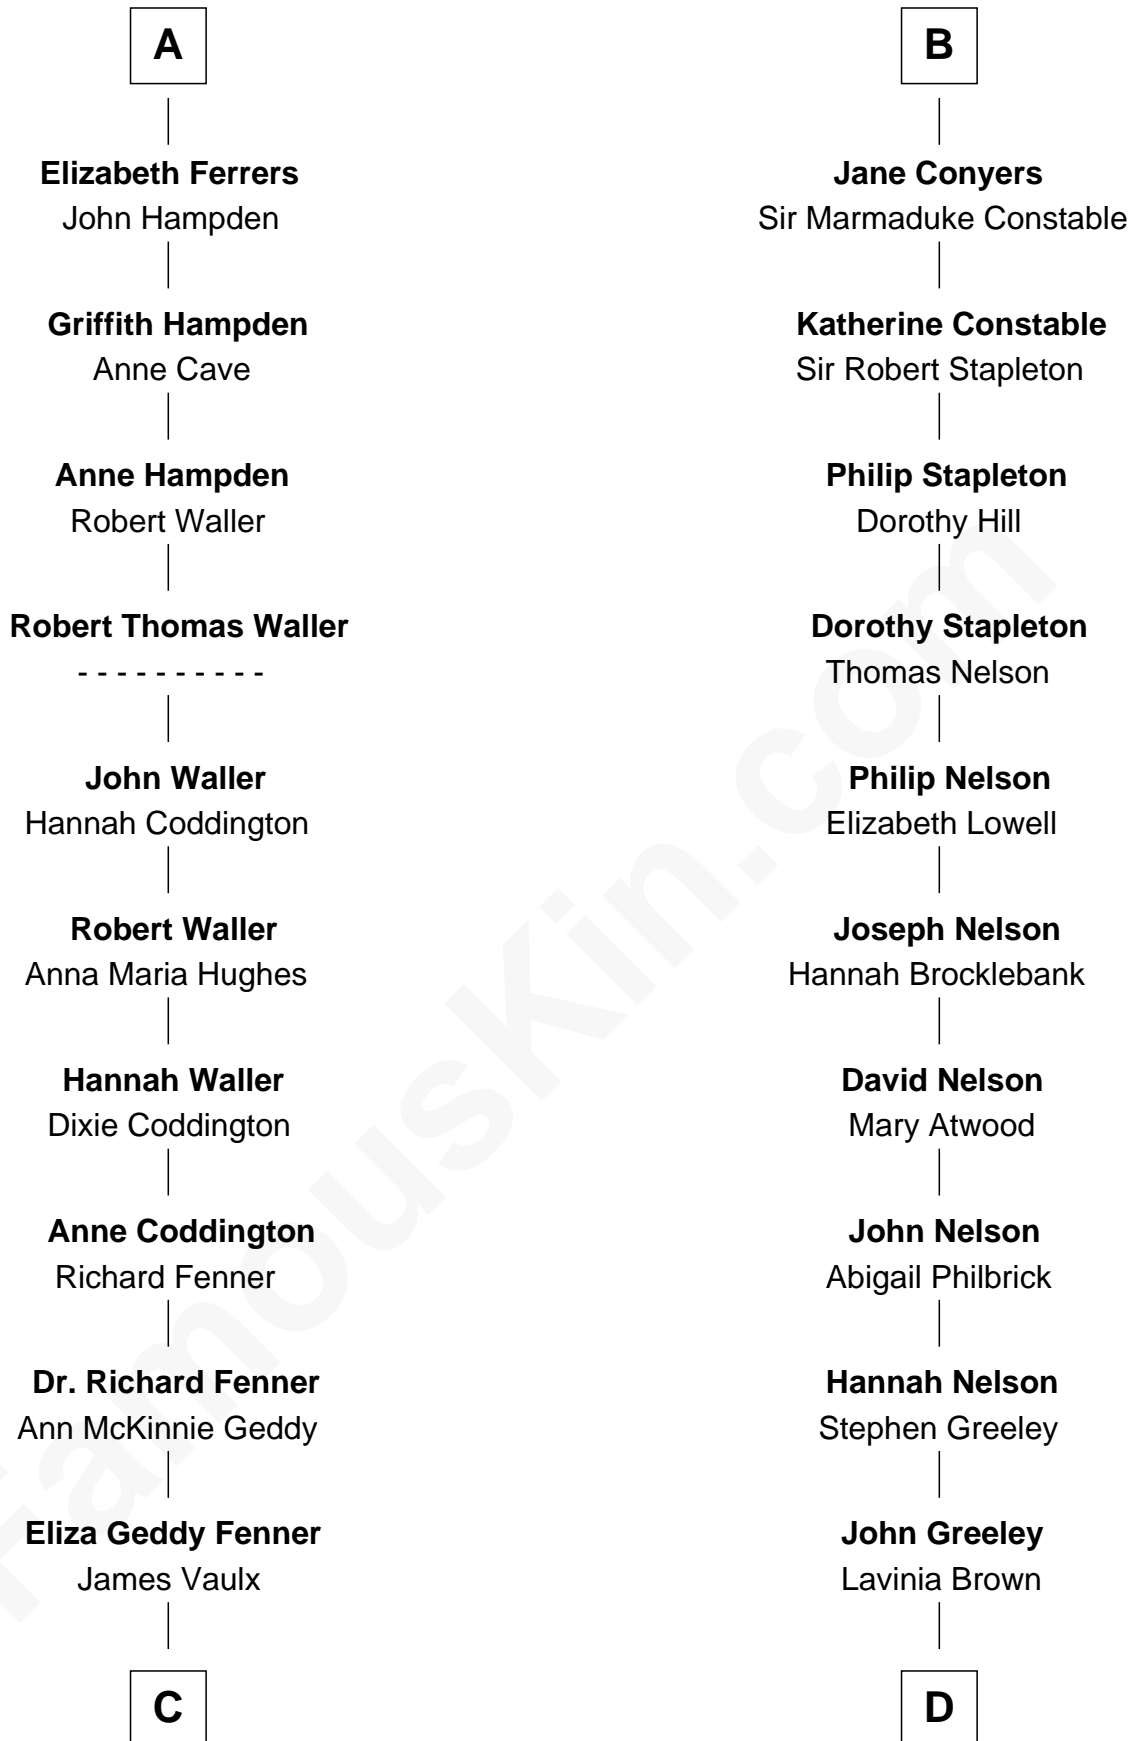 A
Elizabeth Ferrers
John Hampden
Griffith Hampden
Anne Cave
Anne Hampden
Robert Waller
Robert Thomas Waller
- - - - - - - - - -
John Waller
Hannah Coddington
Robert Waller
Anna Maria Hughes
Hannah Waller
Dixie Coddington
Anne Coddington
Richard Fenner
Dr. Richard Fenner
Ann McKinnie Geddy
Eliza Geddy Fenner
James Vaulx
C
B
Jane Conyers
Sir Marmaduke Constable
Katherine Constable
Sir Robert Stapleton
Philip Stapleton
Dorothy Hill
Dorothy Stapleton
Thomas Nelson
Philip Nelson
Elizabeth Lowell
Joseph Nelson
Hannah Brocklebank
David Nelson
Mary Atwood
John Nelson
Abigail Philbrick
Hannah Nelson
Stephen Greeley
John Greeley
Lavinia Brown
D
FamousKin.com